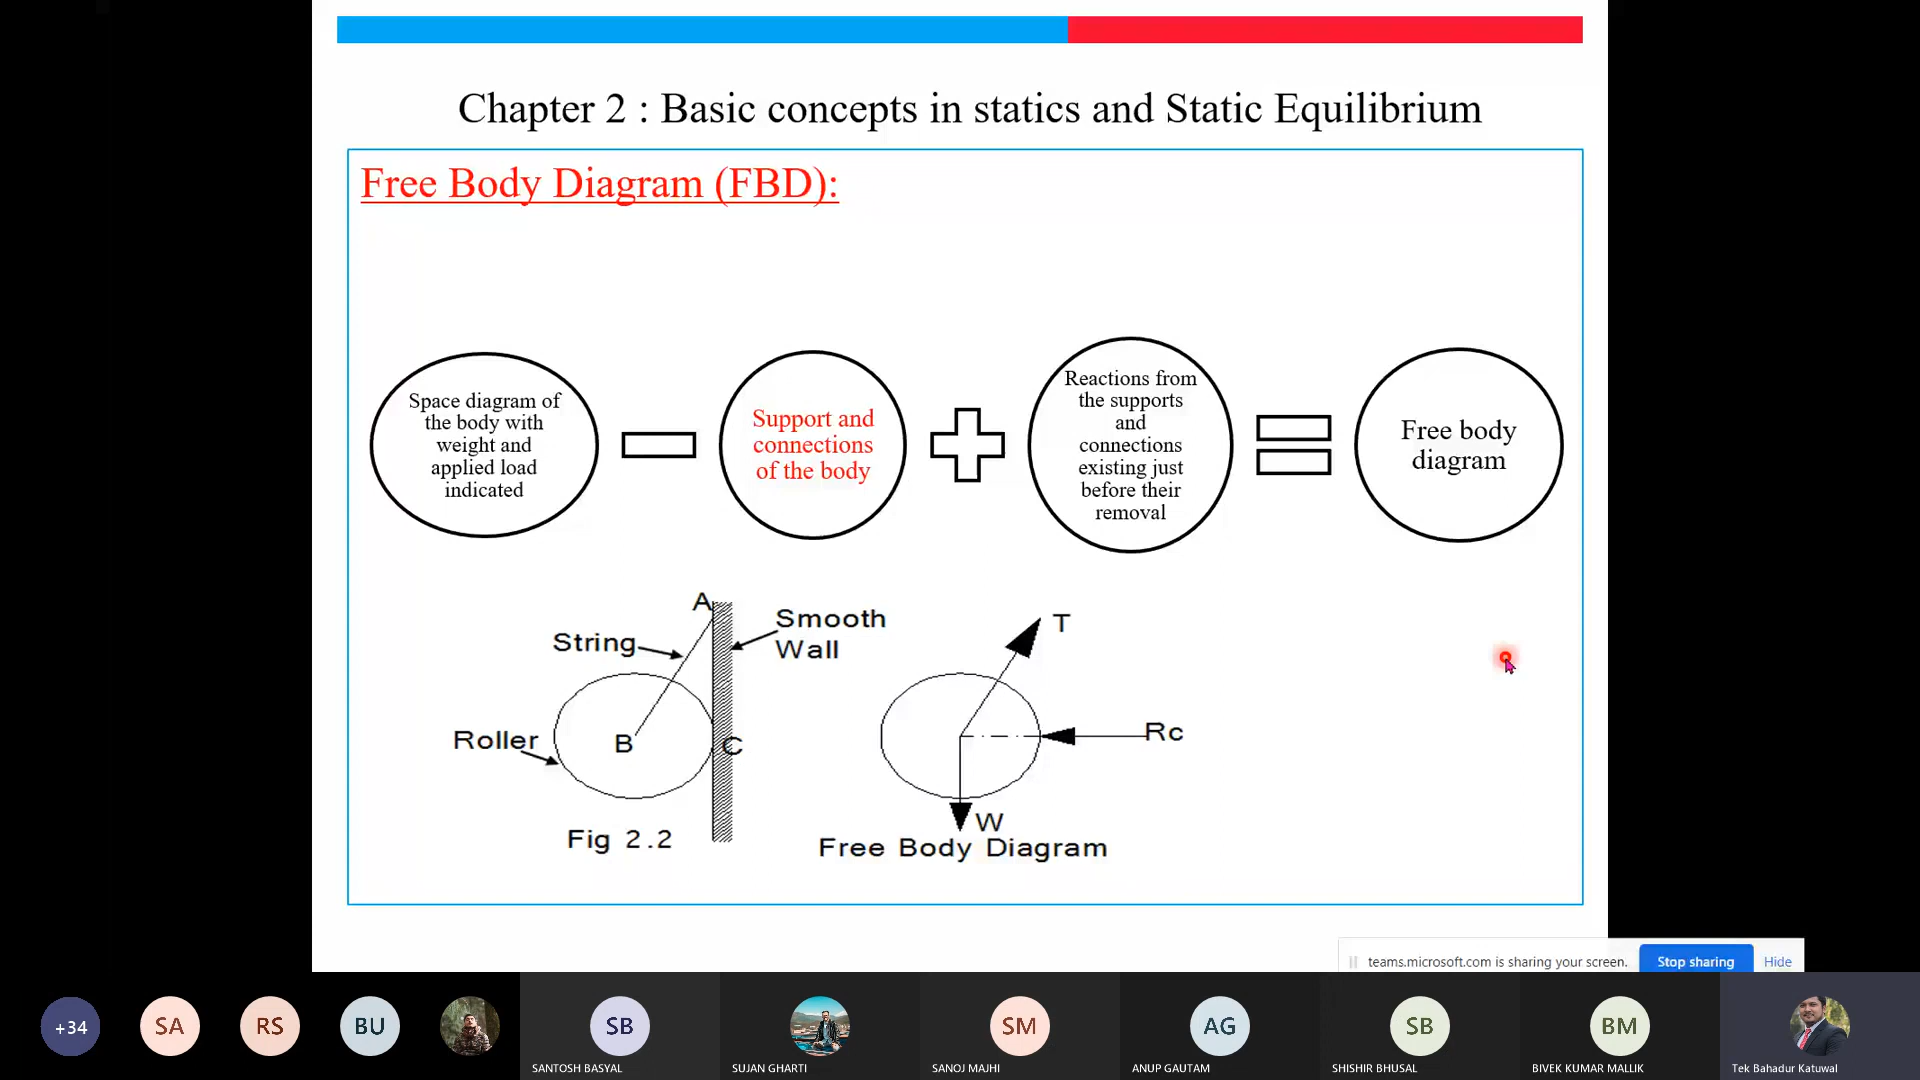 Chapter 2 : Basic concepts in statics and Static Equilibrium
Free Body Diagram (FBD):
Space diagram of
the body with
weight and
applied load
indicated
Support and
connections
of the body
Reactions from
the supports
and
connections
existing just
before their
removal
Free body
diagram
A
String
Smooth
Wall
Roller
B
C
Fig 2.2
T
Rc
W
Free Body Diagram
teams.microsoft.com is sharing your screen.
Stop sharing
Hide
+34
SA
RS
BU
SB
SM
AG
SB
BM
SANTOSH BASYAL
SUJAN GHARTI
SANOJ MAJHI
ANUP GAUTAM
SHISHIR BHUSAL
BIVEK KUMAR MALLIK
Tek Bahadur Katuwal